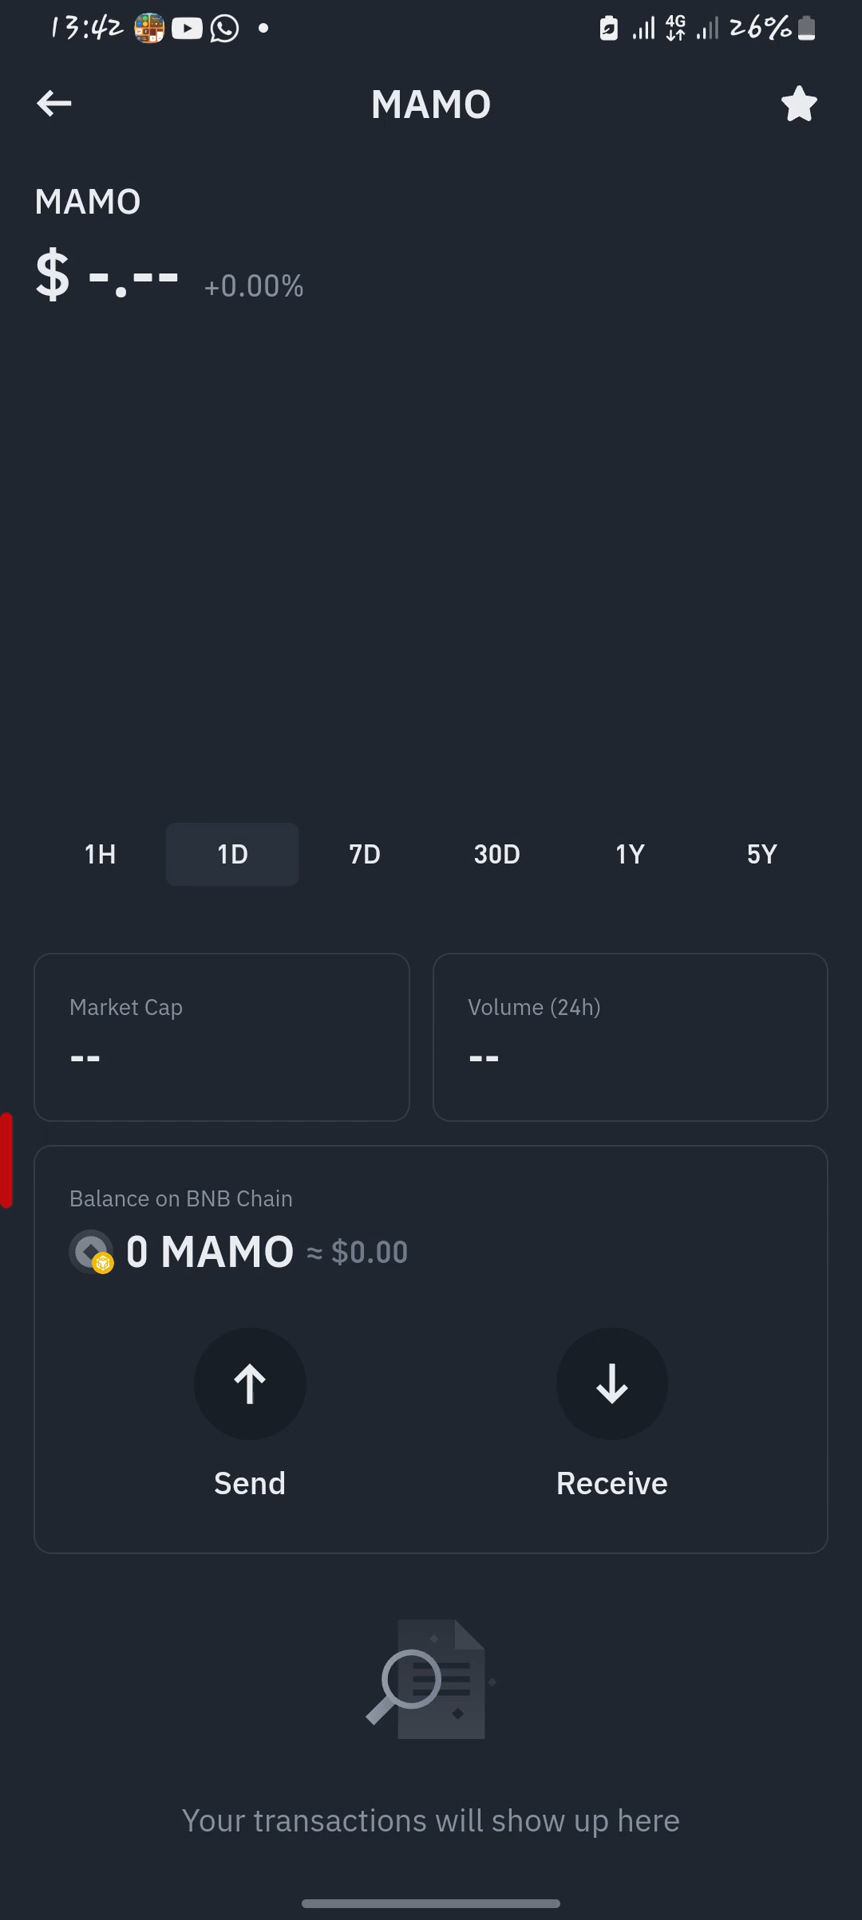 13:42 4G 26%
MAMO
MAMO
$ -.-- +0.00%
1H 1D 7D 30D 1Y 5Y
Market Cap Volume (24h)
-- --
Balance on BNB Chain
0 MAMO ≈ $0.00
Send Receive
Your transactions will show up here